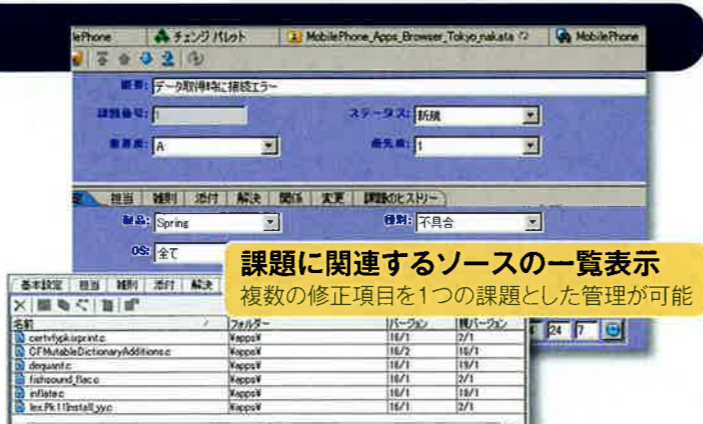 ePhone チェンジ パレット MobilePhone_Apps_Browser_Tokyo_nakata MobilePhone
概要: データ取得時に接続エラー
課題番号: 1 ステータス: 新規
重要度: A 優先度: 1
担当 雑則 添付 解決 関係 変更 課題のヒストリー
製品: Spring 種別: 不具合
OS: 全て
課題に関連するソースの一覧表示
複数の修正項目を1つの課題とした管理が可能
基本設定 担当 雑則 添付 解決
24 7
名前 フォルダー バージョン 親バージョン
¥apps¥ 16/1 2/1
CFMutableDictionaryAdditions.c ¥apps¥ 16/2 16/1
dequant.c ¥apps¥ 16/1 19/1
fishsound_flac.c ¥apps¥ 16/1 2/1
inflate.c ¥apps¥ 16/1
lex.Pk11Install_yy.c ¥apps¥ 16/1 2/1